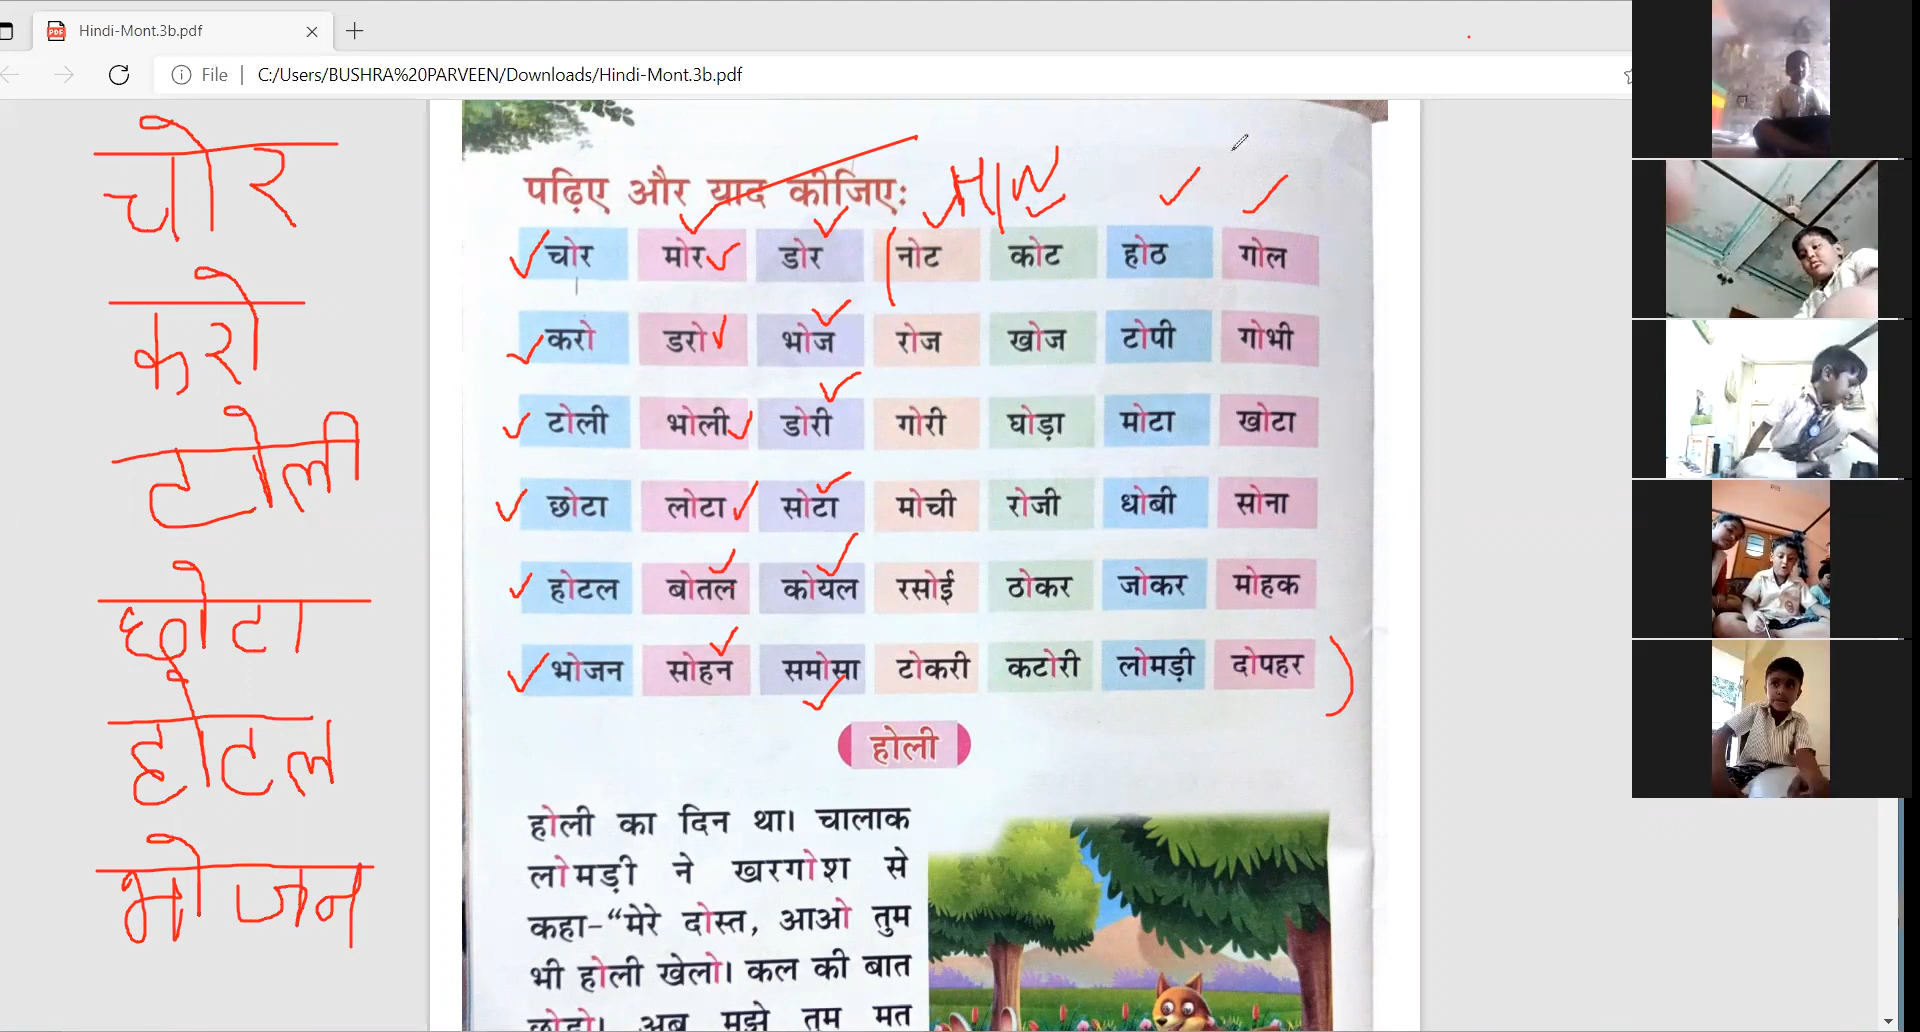 Hindi-Mont.3b.pdf
File C:/Users/BUSHRA%20PARVEEN/Downloads/Hindi-Mont.3b.pdf
चोर
करो
टोली
छोटा
होटल
भोजन
पढ़िए और याद कीजिए:
चोर मोर डोर नोट कोट होठ गोल
करो डरो भोज रोज खोज टोपी गोभी
टोली भोली डोरी गोरी घोड़ा मोटा खोटा
छोटा लोटा सोटा मोची रोजी धोबी सोना
होटल बोतल कोयल रसोई ठोकर जोकर मोहक
भोजन सोहन समोसा टोकरी कटोरी लोमड़ी दोपहर
होली
होली का दिन था। चालाक
लोमड़ी ने खरगोश से
कहा-“मेरे दोस्त, आओ तुम
भी होली खेलो। कल की बात
छोड़ो। अब मुझे तुम मत